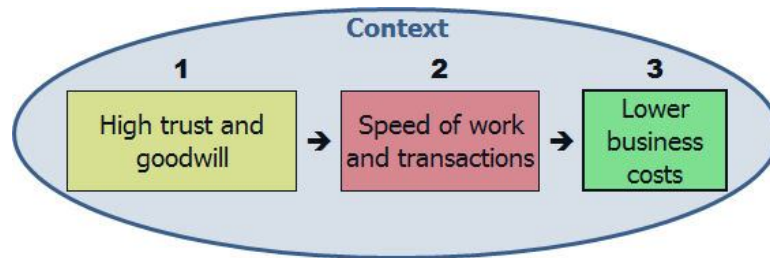 Context
1
2
3
High trust and
goodwill
Speed of work
and transactions
Lower
business
costs